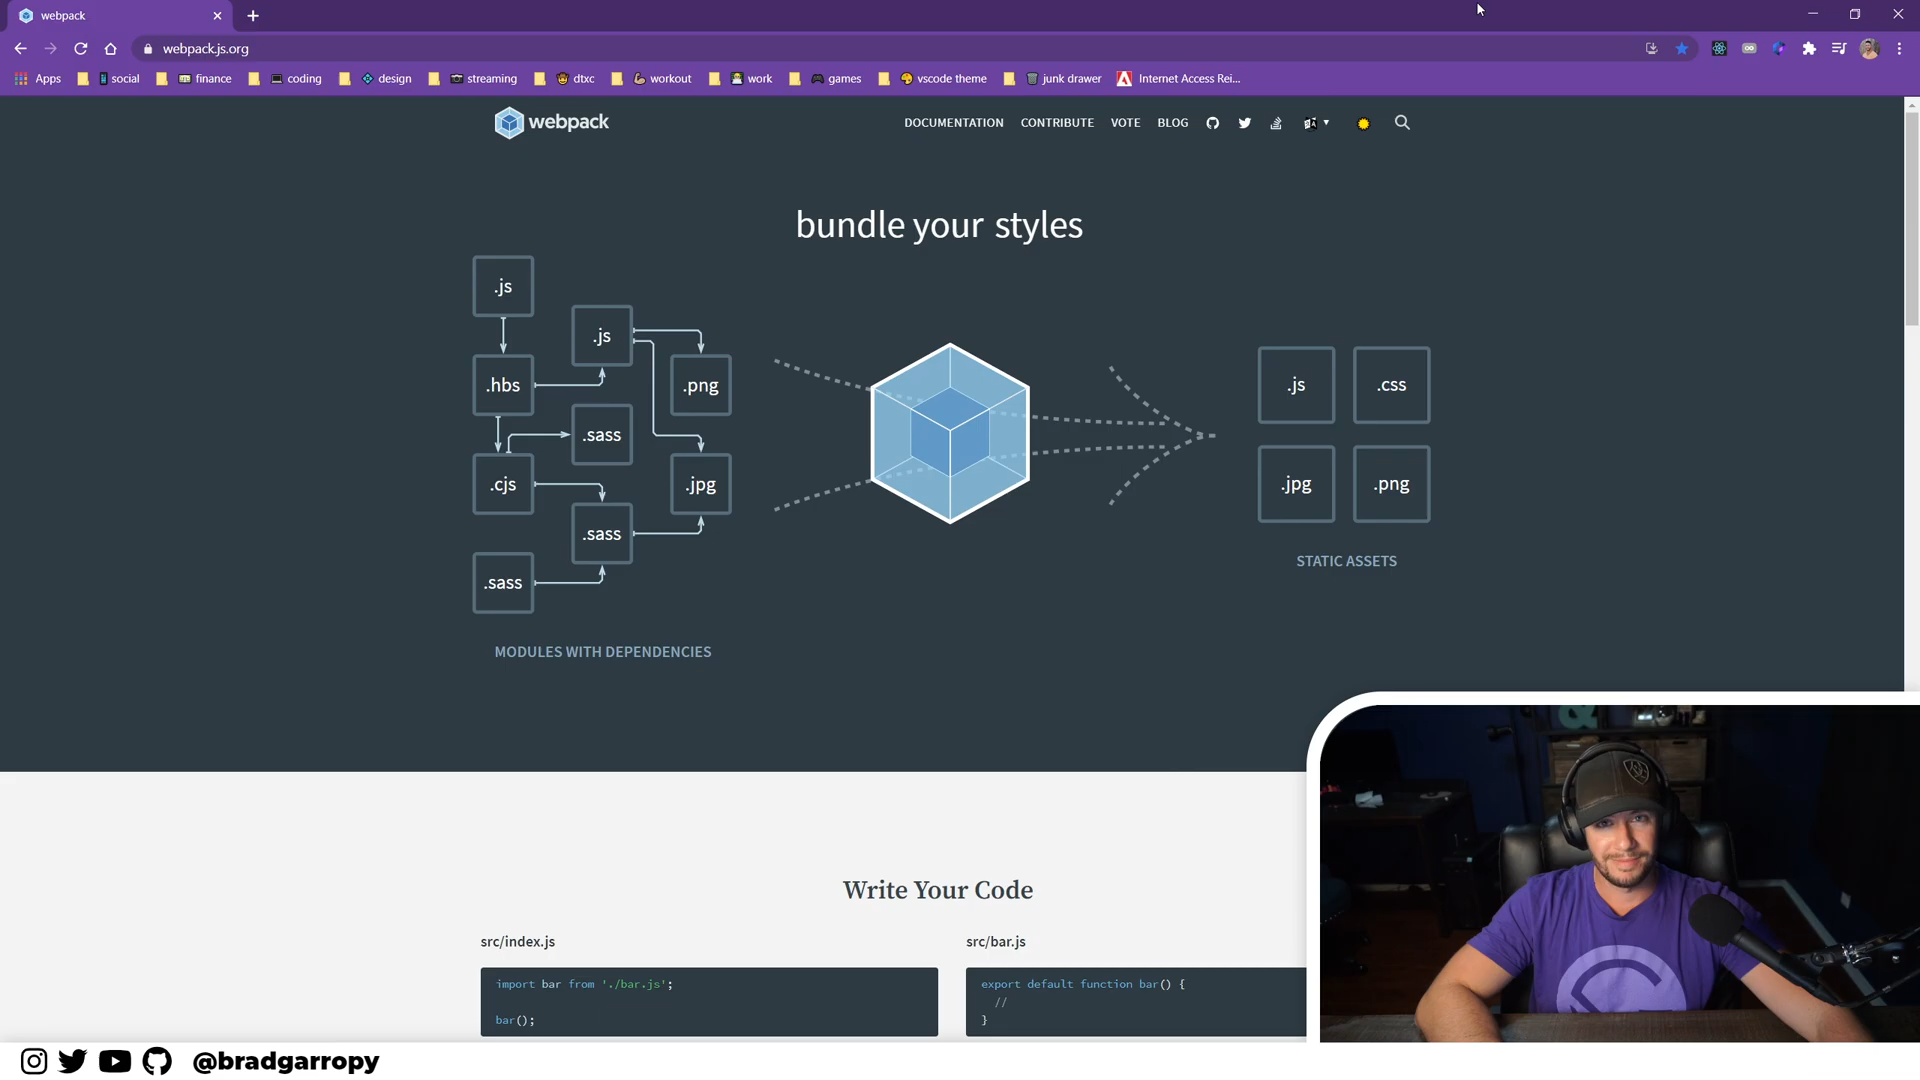 webpack
webpack.js.org
Apps social finance coding design streaming dtxc workout work games vscode theme junk drawer Internet Access Rei...
webpack
DOCUMENTATION CONTRIBUTE VOTE BLOG
bundle your styles
.js
.js
.hbs
.png
.sass
.cjs
.jpg
.sass
.sass
MODULES WITH DEPENDENCIES
.js
.css
.jpg
.png
STATIC ASSETS
Write Your Code
src/index.js
import bar from './bar.js';
bar();
src/bar.js
export default function bar() {
//
}
@bradgarropy